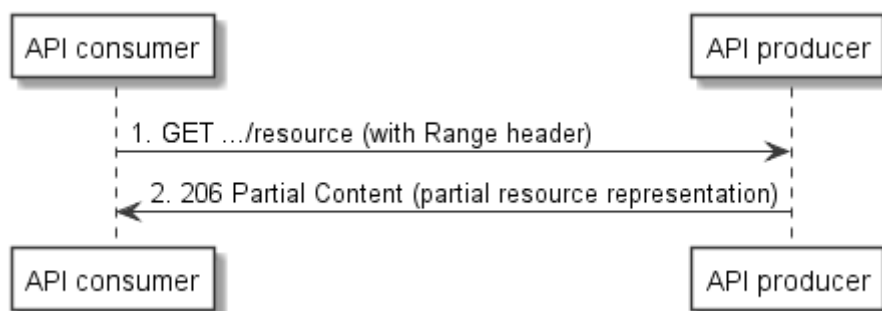 API consumer
API producer
1. GET .../resource (with Range header)
2. 206 Partial Content (partial resource representation)
API consumer
API producer